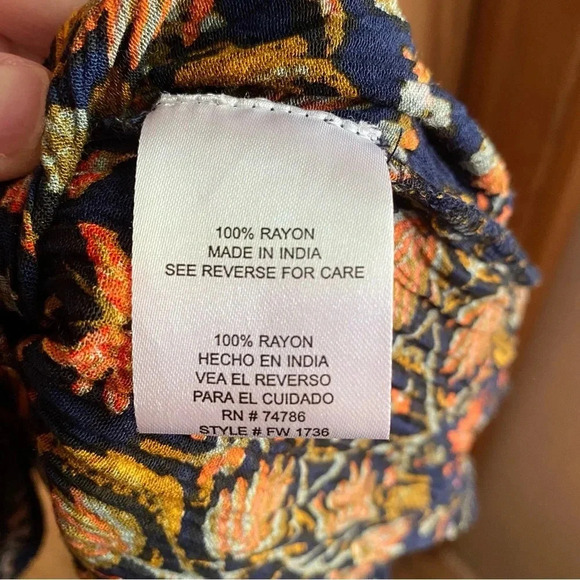 100% RAYON
MADE IN INDIA
SEE REVERSE FOR CARE
100% RAYON
HECHO EN INDIA
VEA EL REVERSO
PARA EL CUIDADO
RN # 74786
STYLE # FW 1736